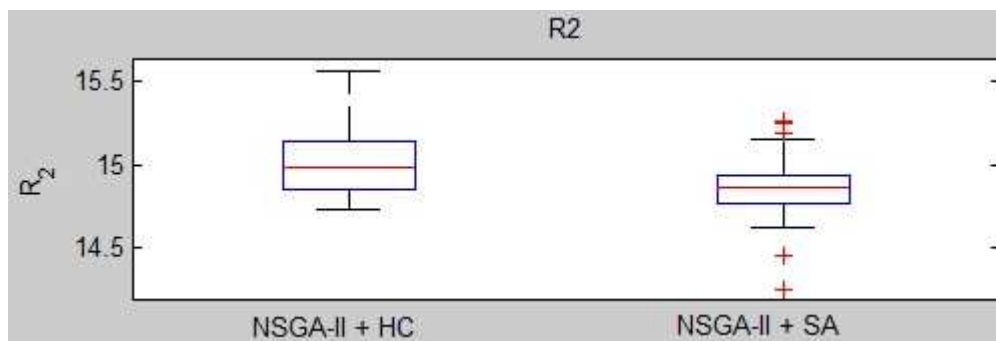 R2
15.5
15
14.5
R2
NSGA-II + HC
NSGA-II + SA